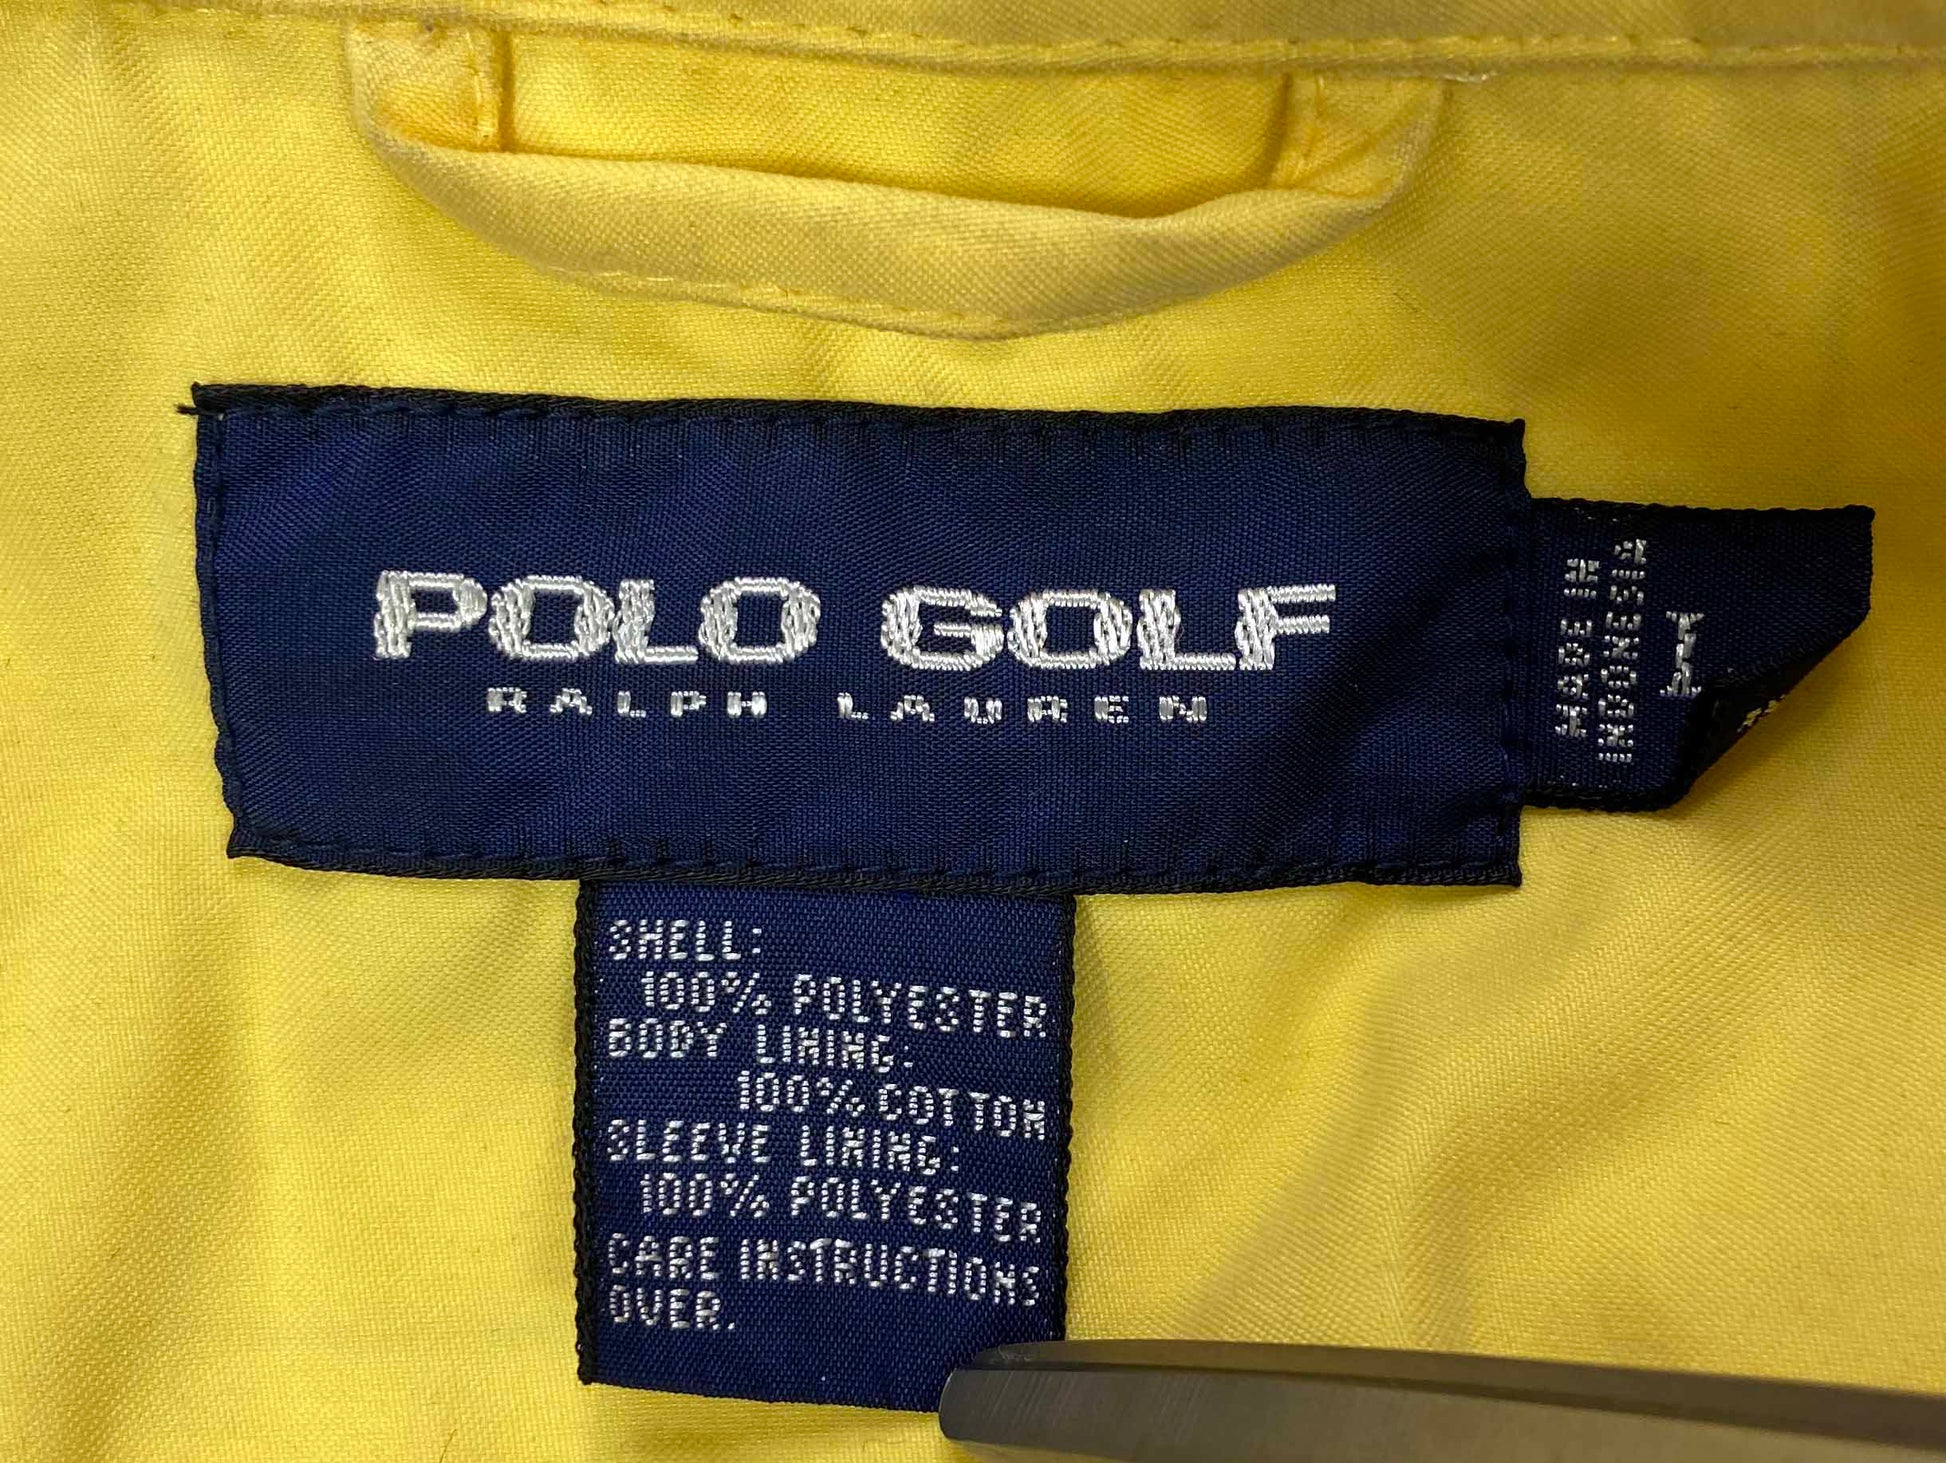 POLO GOLF
RALPH LAUREN
MADE IN
INDONESIA
SHELL:
100% POLYESTER
BODY LINING:
100% COTTON
SLEEVE LINING:
100% POLYESTER
CARE INSTRUCTIONS
OVER.